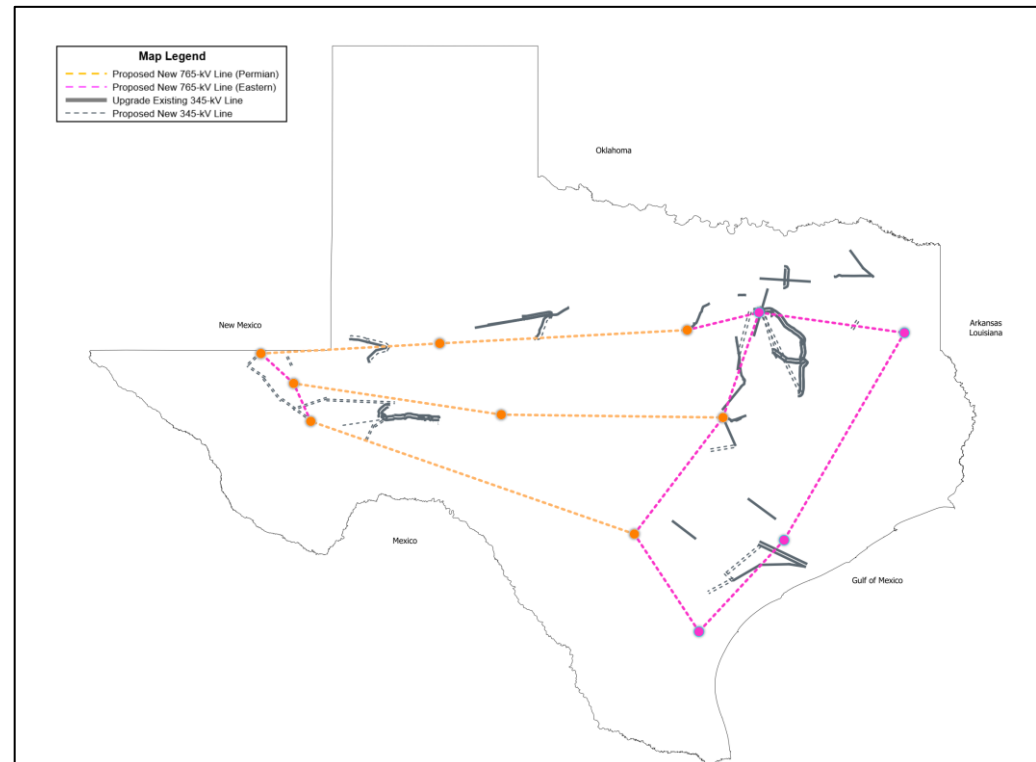 Map Legend
Proposed New 765-kV Line (Permian)
Proposed New 765-kV Line (Eastern)
Upgrade Existing 345-kV Line
Proposed New 345-kV Line
Oklahoma
New Mexico
Arkansas
Louisiana
Mexico
Gulf of Mexico